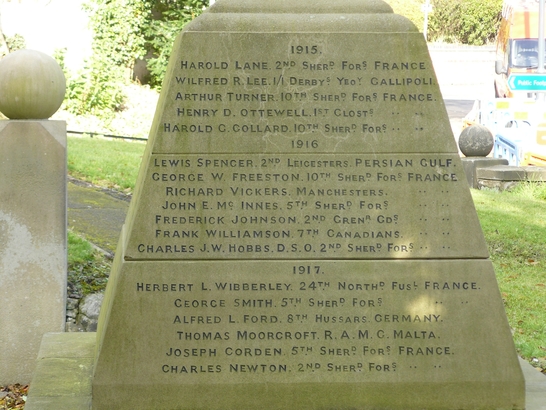 1915.
HAROLD LANE. 2ND SHERD FORS FRANCE.
WILFRED R. LEE. 1/1 DERBYS YEOY GALLIPOLI.
ARTHUR TURNER. 10TH SHERD FORS FRANCE.
HENRY D. OTTEWELL. 1ST GLOSTS " "
HAROLD G. COLLARD. 10TH SHERD FORS " "
1916
LEWIS SPENCER. 2ND LEICESTERS. PERSIAN GULF.
GEORGE W. FREESTON. 10TH SHERD FORS FRANCE
RICHARD VICKERS. MANCHESTERS. " "
JOHN E. MC INNES. 5TH SHERD FORS " "
FREDERICK JOHNSON. 2ND GRENR GDS " "
FRANK WILLIAMSON. 7TH CANADIANS. " "
CHARLES J. W. HOBBS. D.S.O. 2ND SHERD FORS " "
1917.
HERBERT L. WIBBERLEY. 24TH NORTHD FUSL FRANCE.
GEORGE SMITH. 5TH SHERD FORS " "
ALFRED L. FORD. 8TH HUSSARS. GERMANY.
THOMAS MOORCROFT. R.A.M.C. MALTA.
JOSEPH CORDEN. 5TH SHERD FORS FRANCE.
CHARLES NEWTON. 2ND SHERD FORS " "